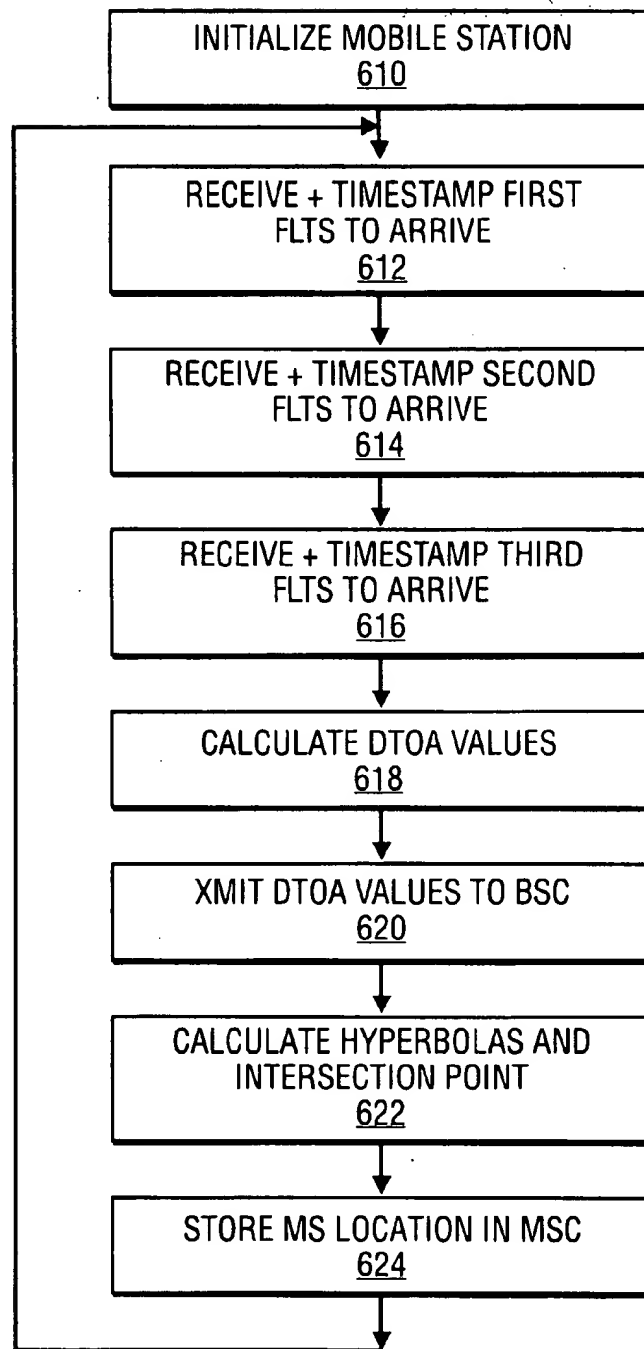 INITIALIZE MOBILE STATION
610
RECEIVE + TIMESTAMP FIRST
FLTS TO ARRIVE
612
RECEIVE + TIMESTAMP SECOND
FLTS TO ARRIVE
614
RECEIVE + TIMESTAMP THIRD
FLTS TO ARRIVE
616
CALCULATE DTOA VALUES
618
XMIT DTOA VALUES TO BSC
620
CALCULATE HYPERBOLAS AND
INTERSECTION POINT
622
STORE MS LOCATION IN MSC
624